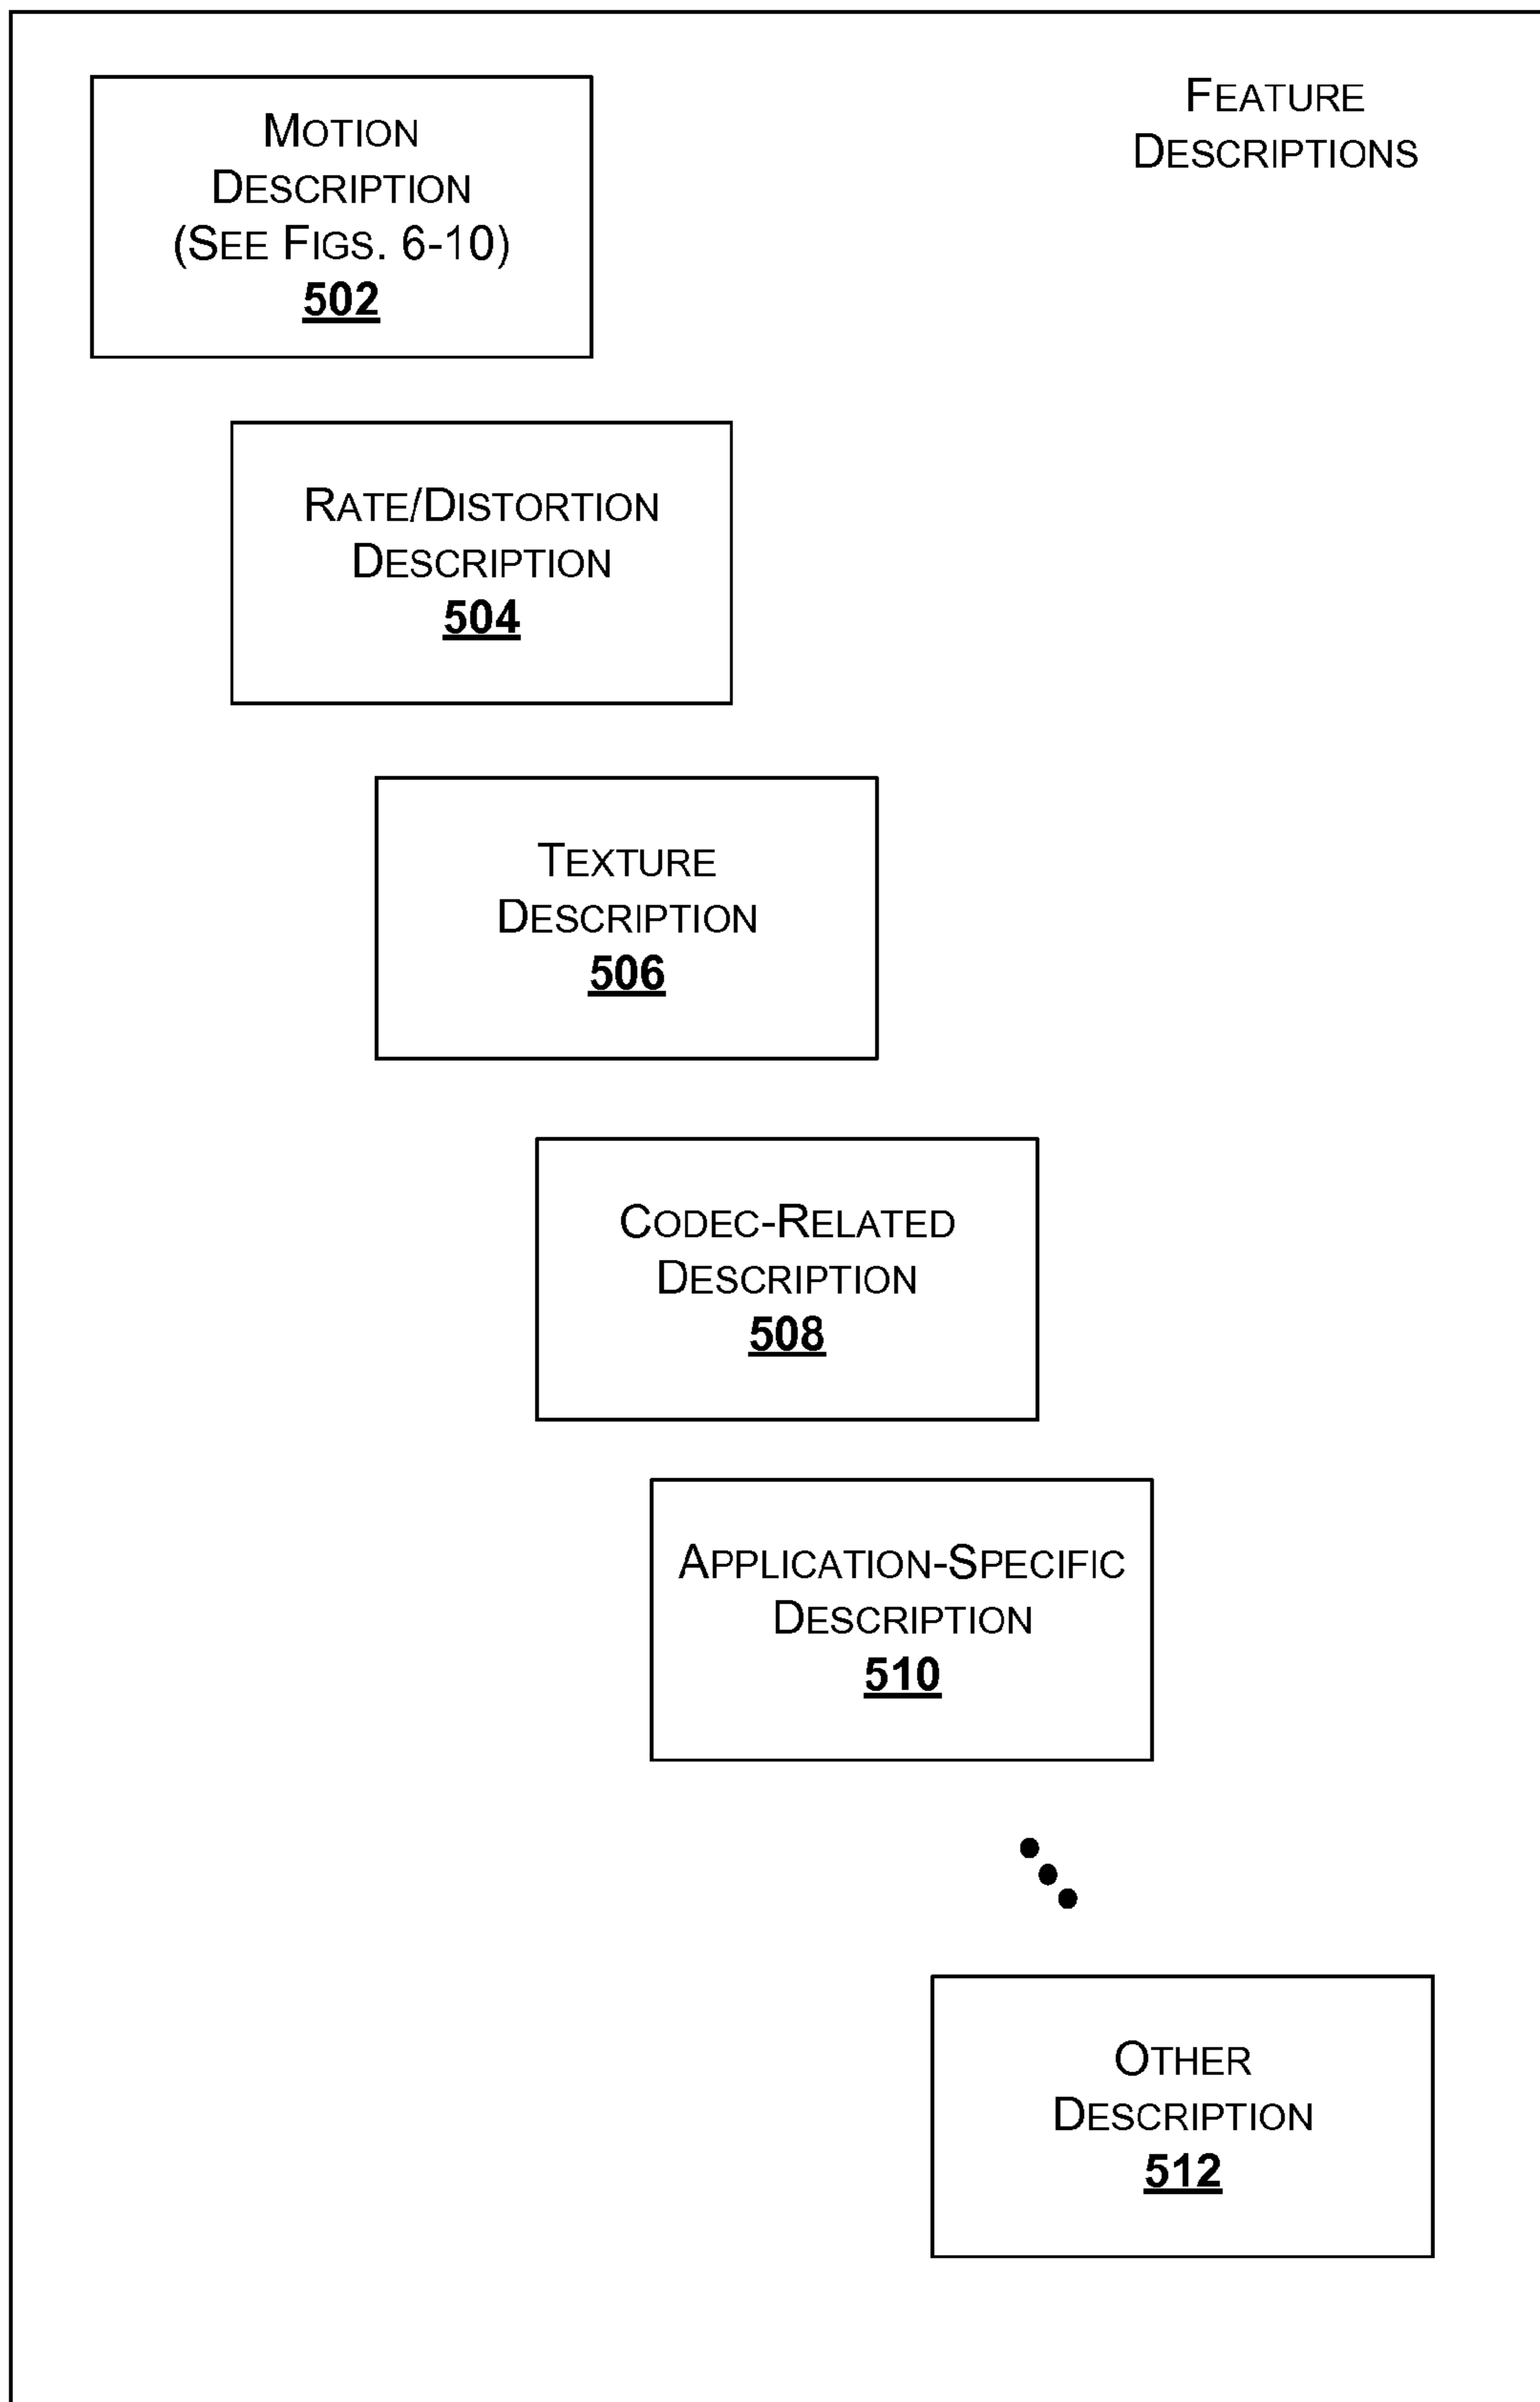 FEATURE
DESCRIPTIONS
MOTION
DESCRIPTION
(SEE FIGS. 6-10)
502
RATE/DISTORTION
DESCRIPTION
504
TEXTURE
DESCRIPTION
506
CODEC-RELATED
DESCRIPTION
508
APPLICATION-SPECIFIC
DESCRIPTION
510
OTHER
DESCRIPTION
512